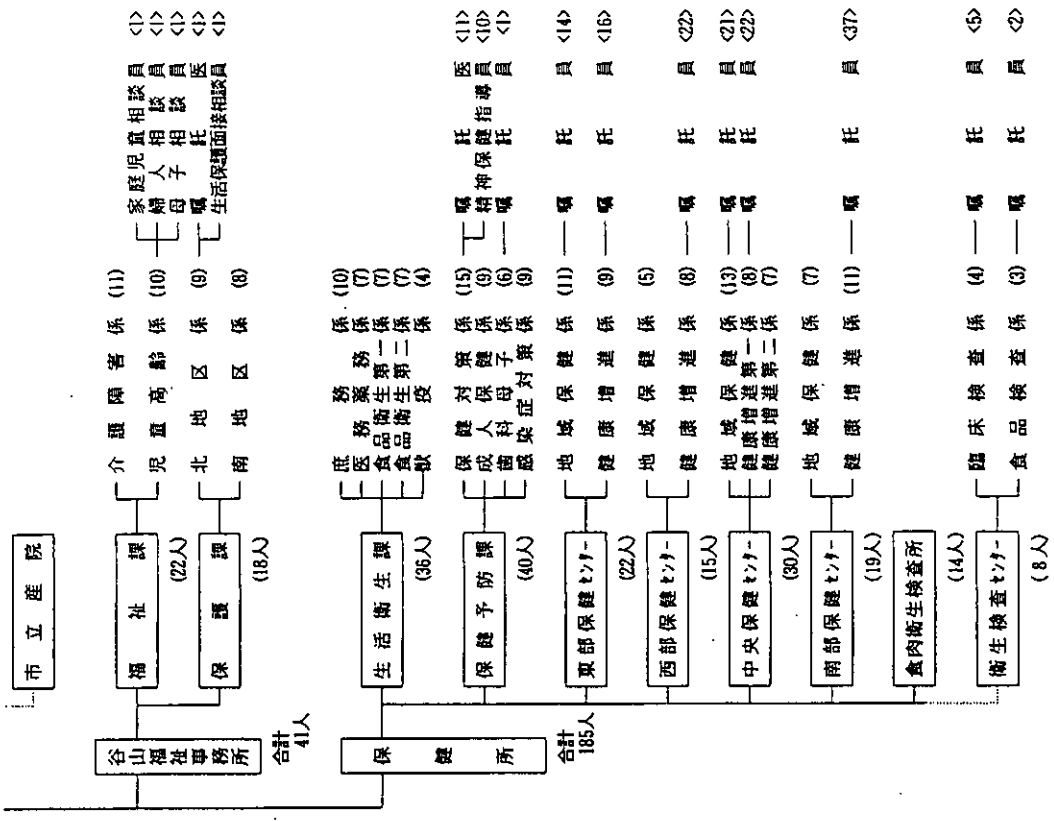 市立産院
谷山福祉事務所
合計
41人
福祉課
(22人)
介護障害係 (11)
児童高齢係 (10)
家庭児童相談員 <1>
婦人相談員 <1>
母子相談員 <1>
保護課
(18人)
北地区係 (9)
南地区係 (8)
嘱託医 <1>
生活保護面接相談員 <1>
保健所
合計
185人
生活衛生課
(36人)
庶務係 (10)
医務薬務係 (7)
食品衛生第一係 (7)
食品衛生第二係 (7)
獣疫係 (4)
保健予防課
(40人)
保健対策係 (15)
成人保健係 (9)
歯科母子係 (6)
感染症対策係 (9)
嘱託医 <11>
精神保健指導員 <10>
嘱託員 <1>
東部保健センター
(22人)
地域保健係 (11)
嘱託員 <14>
健康増進係 (9)
嘱託員 <16>
西部保健センター
(15人)
地域保健係 (5)
健康増進係 (8)
嘱託員 <22>
中央保健センター
(30人)
地域保健係 (13)
嘱託員 <21>
健康増進第一係 (8)
嘱託員 <22>
健康増進第二係 (7)
南部保健センター
(19人)
地域保健係 (7)
健康増進係 (11)
嘱託員 <37>
食肉衛生検査所
(14人)
衛生検査センター
(8人)
臨床検査係 (4)
嘱託員 <5>
食品検査係 (3)
嘱託員 <2>